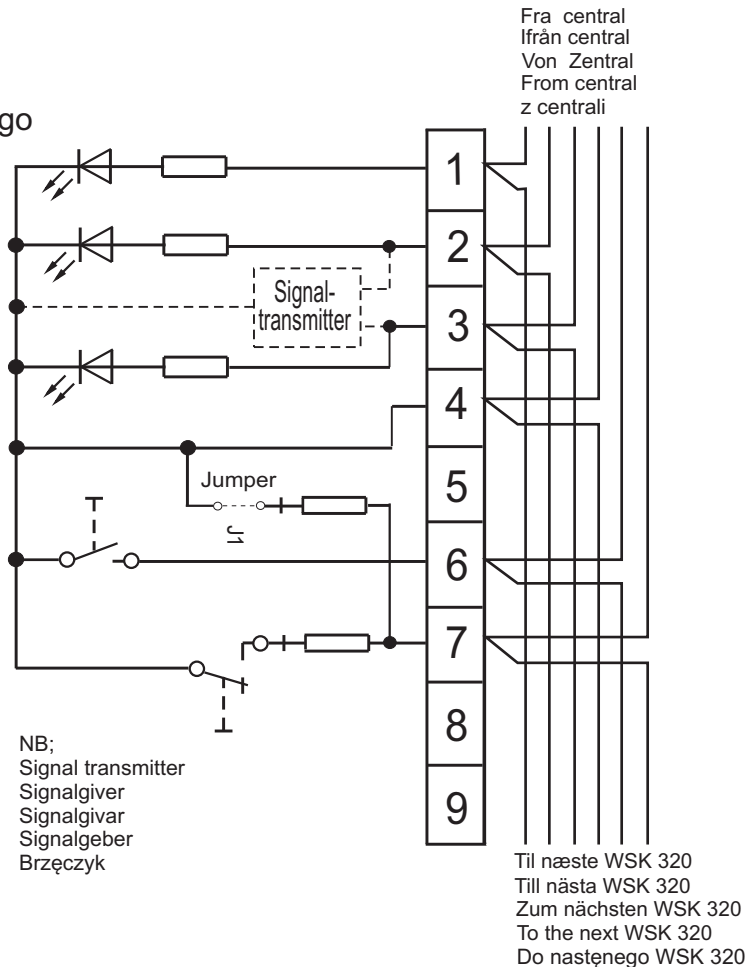 Fra central
Ifrån central
Von Zentral
From central
z centrali
go
1
2
Signal-
transmitter
3
4
Jumper
5
J1
6
7
8
9
NB;
Signal transmitter
Signalgiver
Signalgivar
Signalgeber
Brzęczyk
Til næste WSK 320
Till nästa WSK 320
Zum nächsten WSK 320
To the next WSK 320
Do nastęnego WSK 320